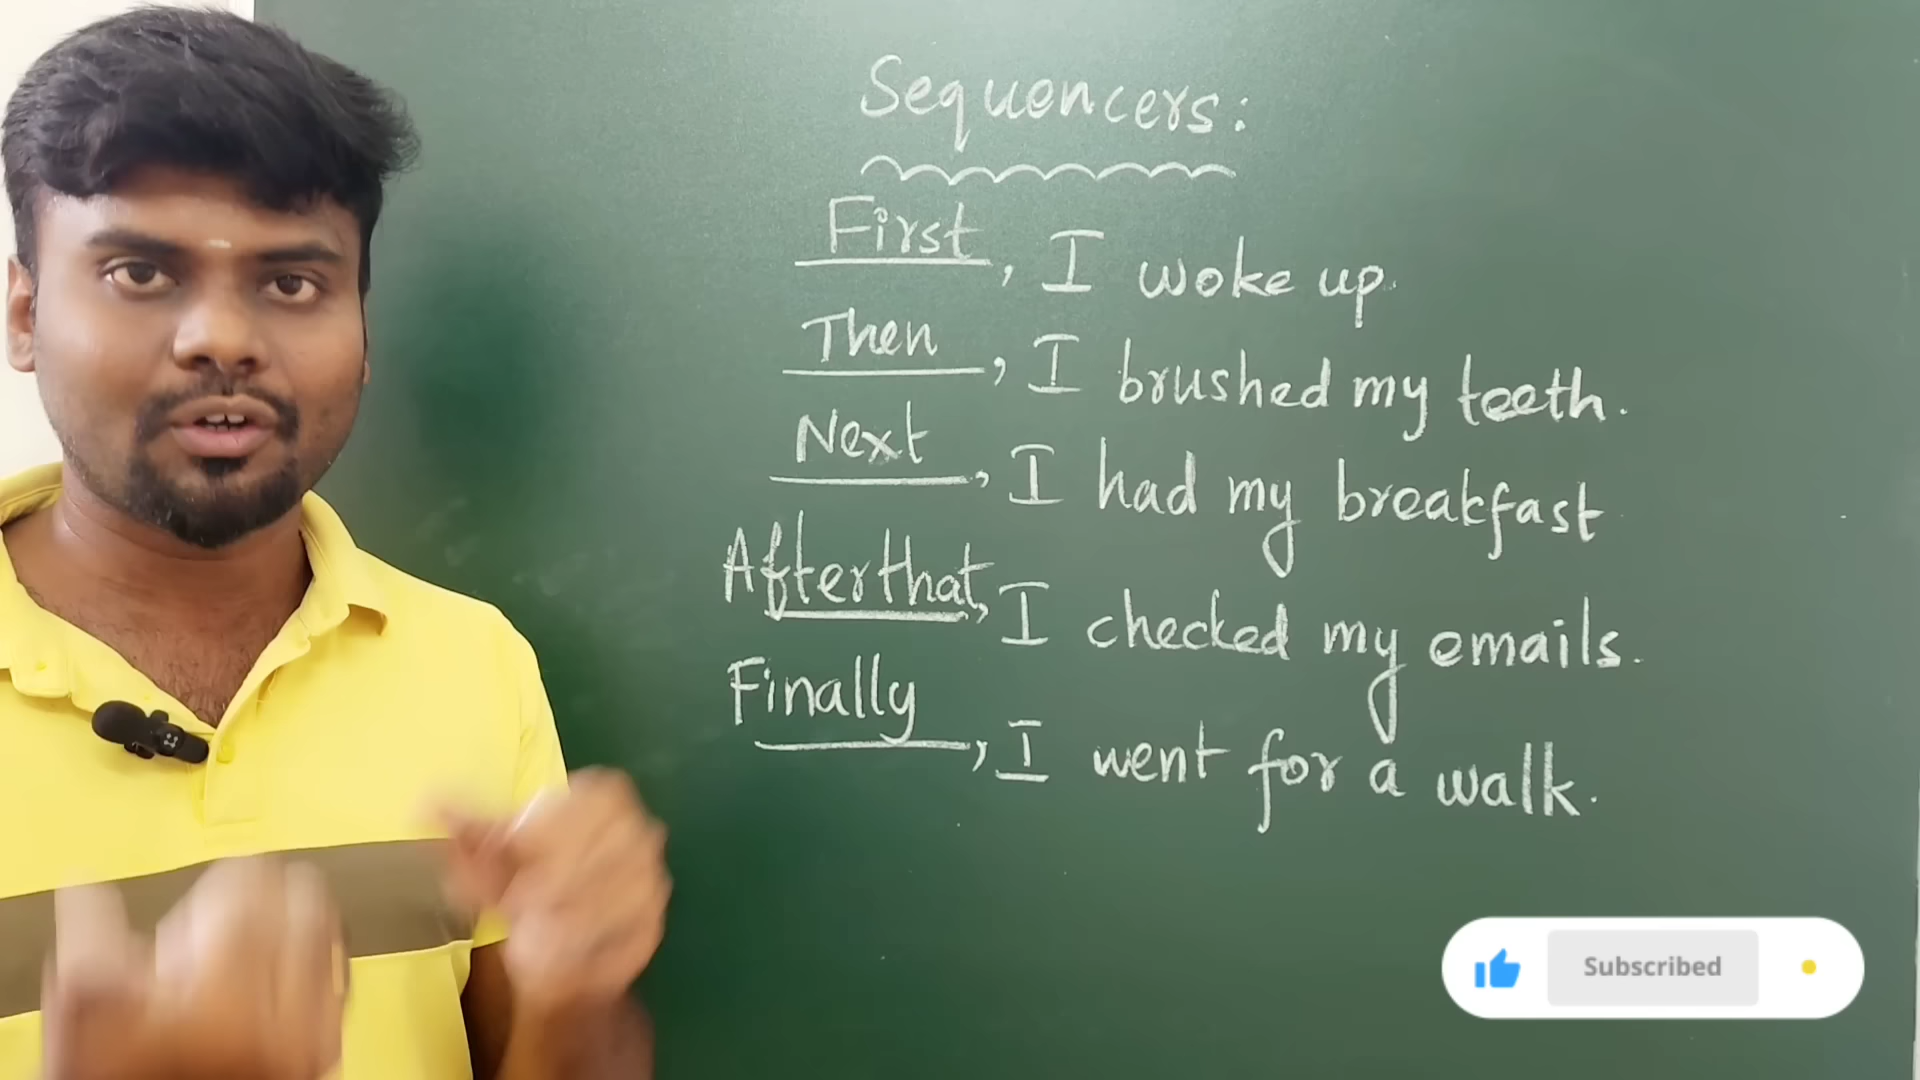 Sequencers:
First, I woke up.
Then, I brushed my teeth.
Next, I had my breakfast
After that, I checked my emails.
Finally, I went for a walk.
Subscribed